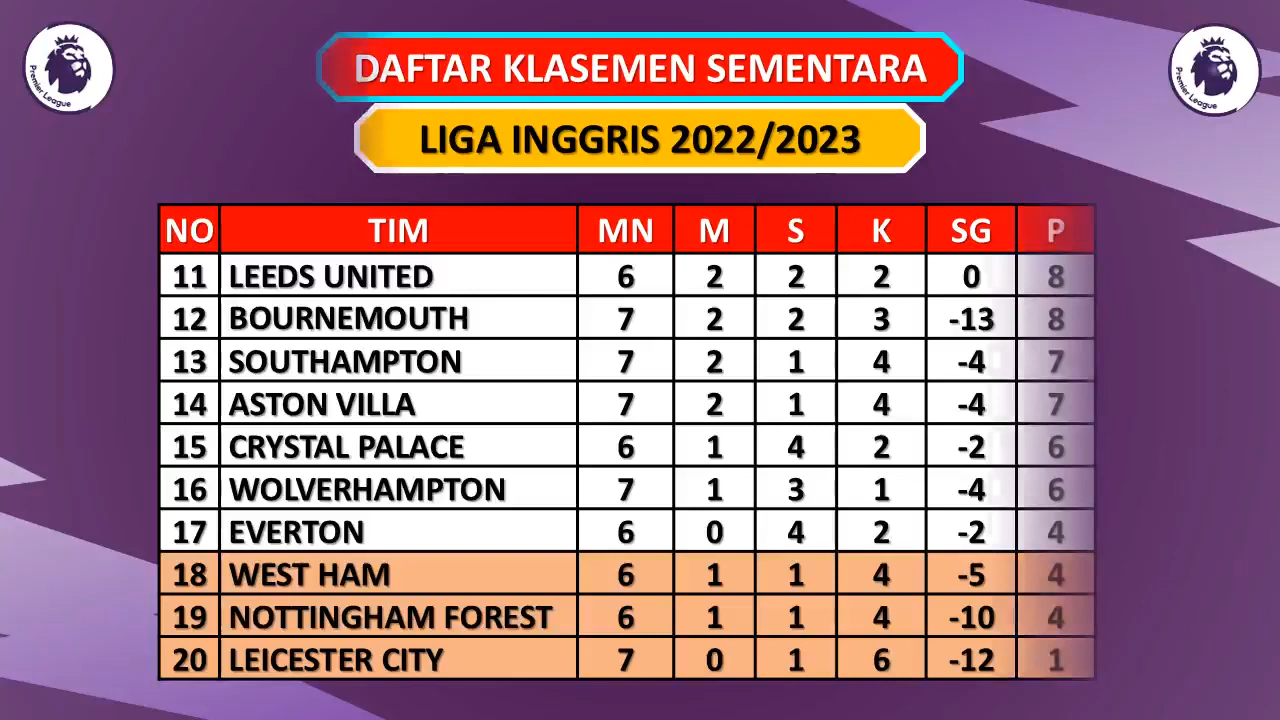 Premier League
Premier League
DAFTAR KLASEMEN SEMENTARA
LIGA INGGRIS 2022/2023
NO TIM MN M S K SG P
11 LEEDS UNITED 6 2 2 2 0 8
12 BOURNEMOUTH 7 2 2 3 -13 8
13 SOUTHAMPTON 7 2 1 4 -4 7
14 ASTON VILLA 7 2 1 4 -4 7
15 CRYSTAL PALACE 6 1 4 2 -2 6
16 WOLVERHAMPTON 7 1 3 1 -4 6
17 EVERTON 6 0 4 2 -2 4
18 WEST HAM 6 1 1 4 -5 4
19 NOTTINGHAM FOREST 6 1 1 4 -10 4
20 LEICESTER CITY 7 0 1 6 -12 1